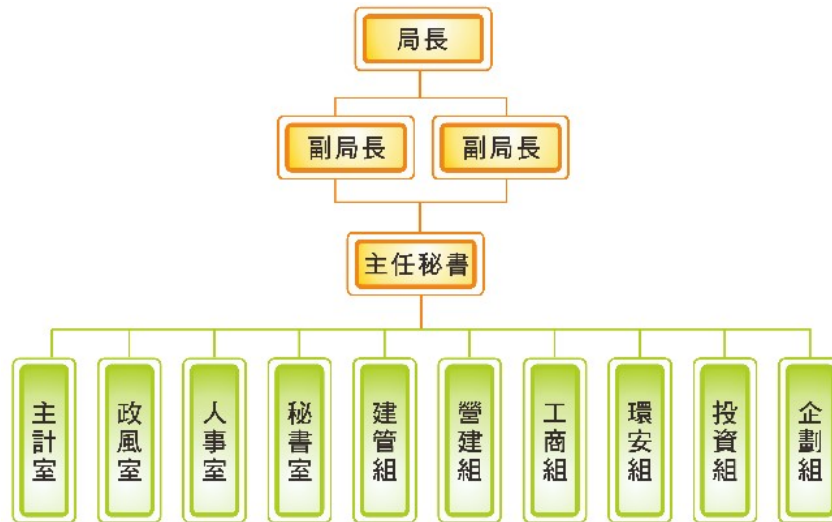 局長
副局長
副局長
主任秘書
主計室
政風室
人事室
秘書室
建管組
營建組
工商組
環安組
投資組
企劃組